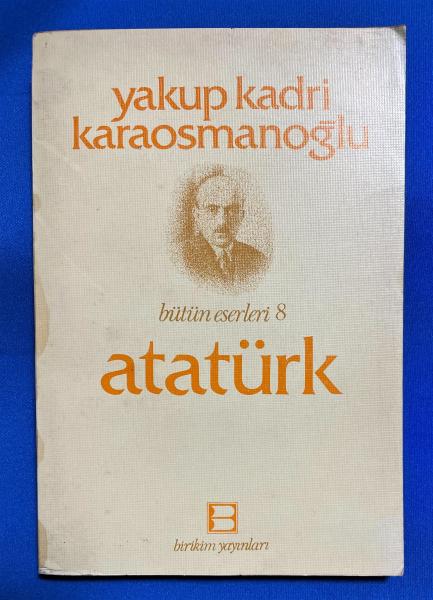 yakup kadri
karaosmanoğlu
bütün eserleri 8
atatürk
B
birikim yayınları